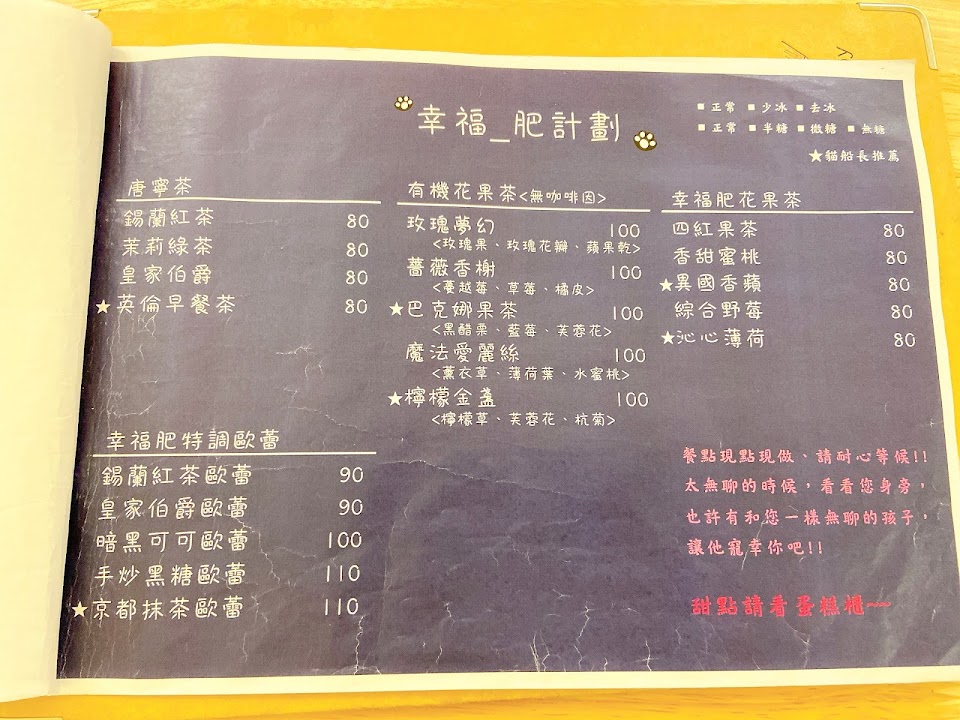 幸福_肥計劃
■ 正常 ■ 少冰 ■ 去冰
■ 正常 ■ 半糖 ■ 微糖 ■ 無糖
★貓船長推薦
唐寧茶
錫蘭紅茶 80
茉莉綠茶 80
皇家伯爵 80
★英倫早餐茶 80
幸福肥特調歐蕾
錫蘭紅茶歐蕾 90
皇家伯爵歐蕾 90
暗黑可可歐蕾 100
手炒黑糖歐蕾 110
★京都抹茶歐蕾 110
有機花果茶<無咖啡因>
玫瑰夢幻 100
<玫瑰果、玫瑰花瓣、蘋果乾>
薔薇香榭 100
<蔓越莓、草莓、橘皮>
★巴克娜果茶 100
<黑醋栗、藍莓、芙蓉花>
魔法愛麗絲 100
<薰衣草、薄荷葉、水蜜桃>
★檸檬金盞 100
<檸檬草、芙蓉花、杭菊>
幸福肥花果茶
四紅果茶 80
香甜蜜桃 80
★異國香蘋 80
綜合野莓 80
★沁心薄荷 80
餐點現點現做、請耐心等候!!
太無聊的時候，看看您身旁，
也許有和您一樣無聊的孩子，
讓他寵幸你吧!!
甜點請看蛋糕櫃~~